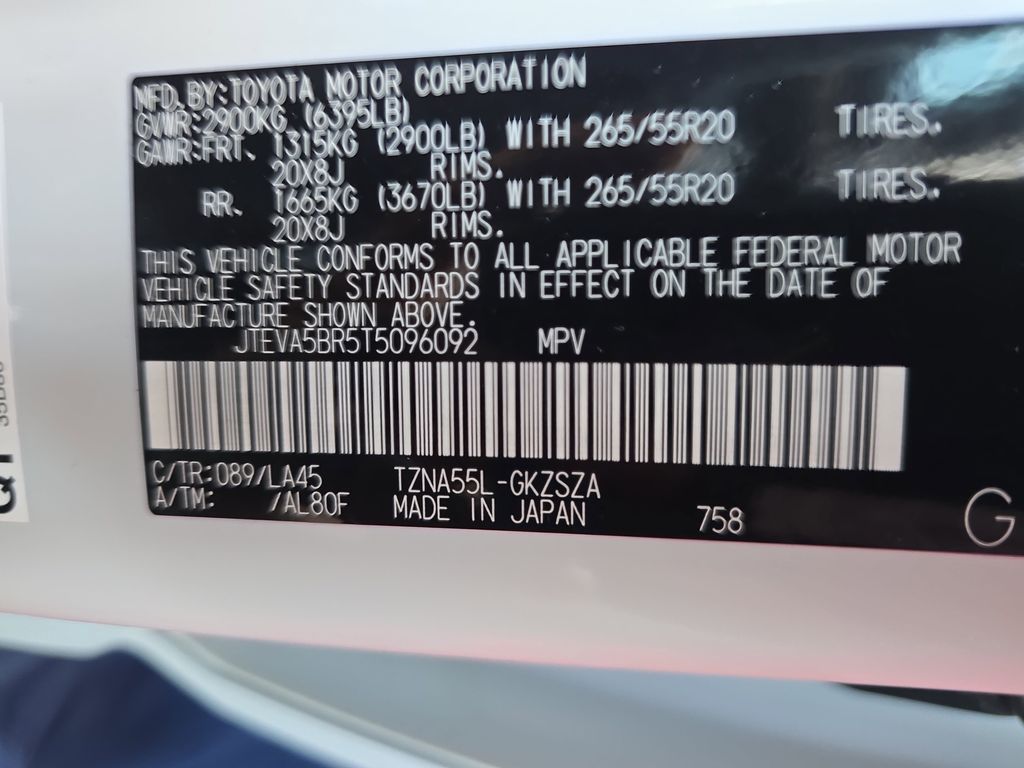 MFD.BY:TOYOTA MOTOR CORPORATION
GVWR:2900KG (6395LB)
GAWR:FRT. 1315KG (2900LB) WITH 265/55R20 TIRES.
20X8J RIMS.
RR. 1665KG (3670LB) WITH 265/55R20 TIRES.
20X8J RIMS.
THIS VEHICLE CONFORMS TO ALL APPLICABLE FEDERAL MOTOR
VEHICLE SAFETY STANDARDS IN EFFECT ON THE DATE OF
MANUFACTURE SHOWN ABOVE.
JTEVA5BR5T5096092 MPV
C/TR:089/LA45 TZNA55L-GKZSZA
A/TM: /AL80F MADE IN JAPAN 758
G